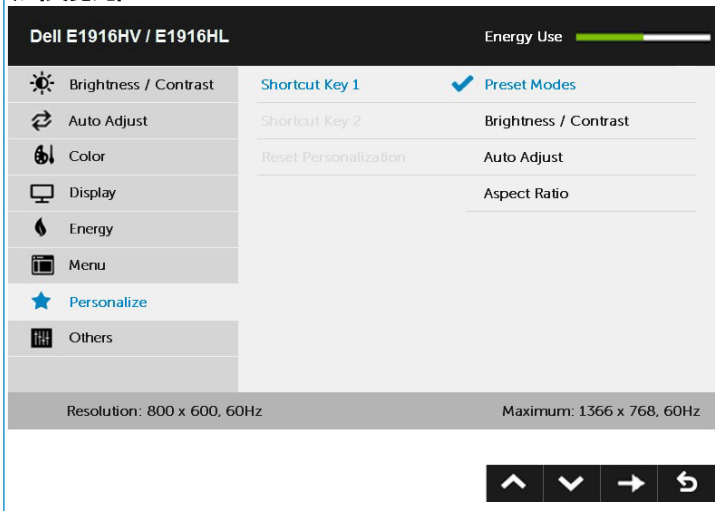 Dell E1916HV / E1916HL Energy Use
Brightness / Contrast Shortcut Key 1 Preset Modes
Auto Adjust Shortcut Key 2 Brightness / Contrast
Color Reset Personalization Auto Adjust
Display Aspect Ratio
Energy
Menu
Personalize
Others
Resolution: 800 x 600, 60Hz Maximum: 1366 x 768, 60Hz